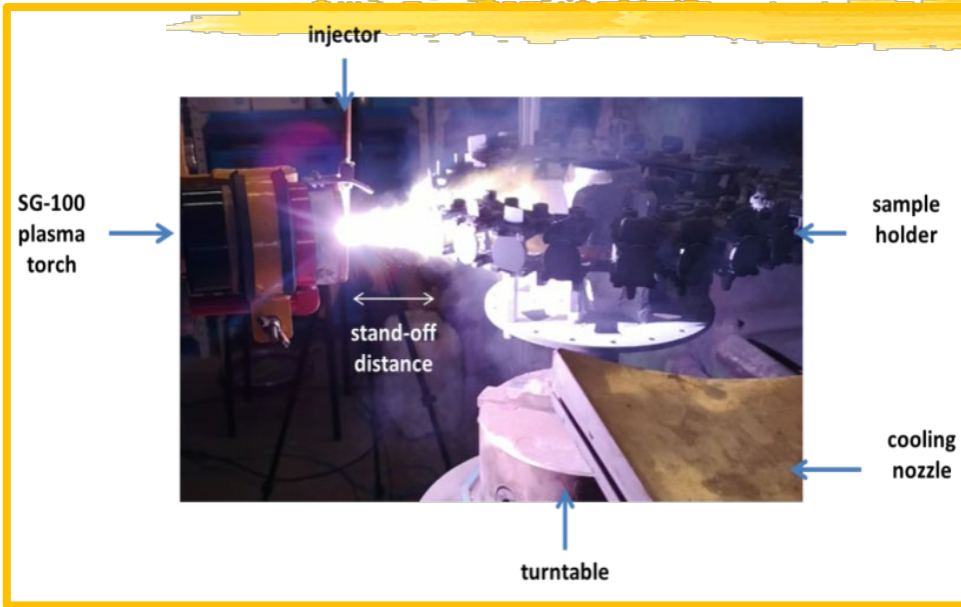 injector
SG-100
plasma
torch
sample
holder
stand-off
distance
cooling
nozzle
turntable